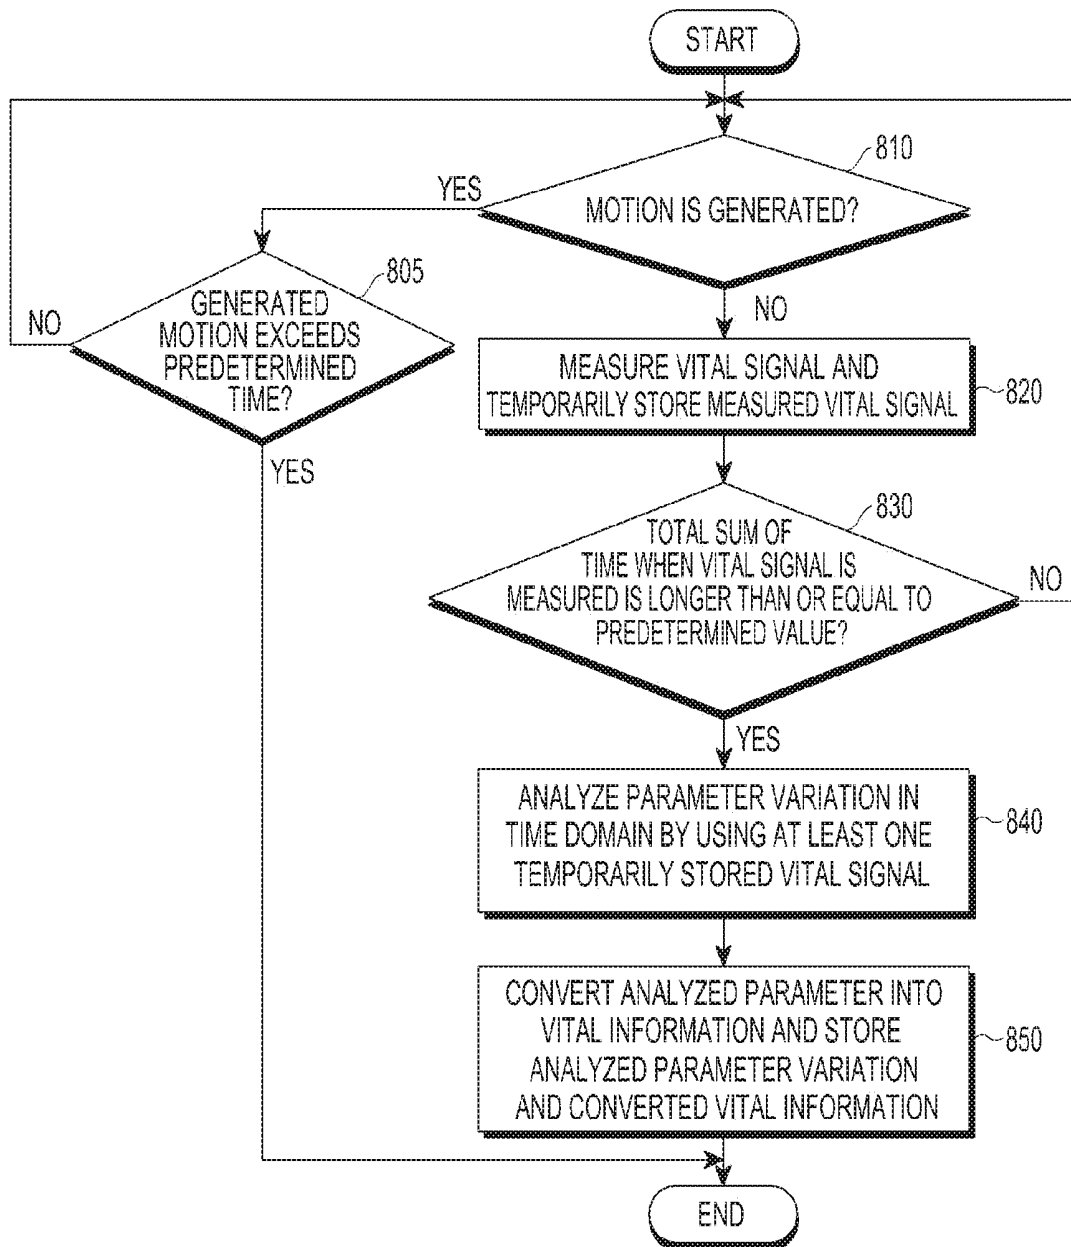 START
810
YES
MOTION IS GENERATED?
805
GENERATED
MOTION EXCEEDS
PREDETERMINED
TIME?
NO
NO
YES
MEASURE VITAL SIGNAL AND
TEMPORARILY STORE MEASURED VITAL SIGNAL
820
830
TOTAL SUM OF
TIME WHEN VITAL SIGNAL IS
MEASURED IS LONGER THAN OR EQUAL TO
PREDETERMINED VALUE?
NO
YES
ANALYZE PARAMETER VARIATION IN
TIME DOMAIN BY USING AT LEAST ONE
TEMPORARILY STORED VITAL SIGNAL
840
CONVERT ANALYZED PARAMETER INTO
VITAL INFORMATION AND STORE
ANALYZED PARAMETER VARIATION
AND CONVERTED VITAL INFORMATION
850
END